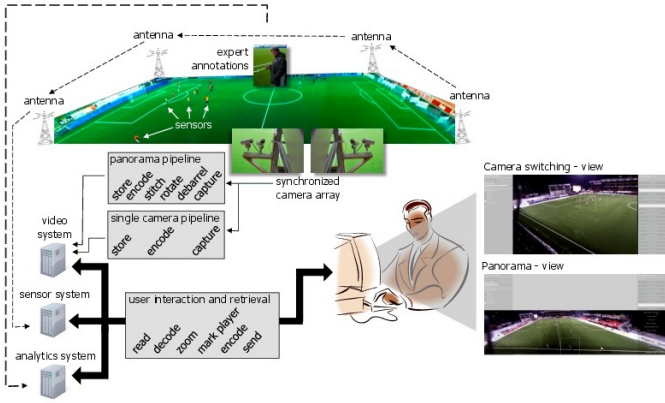 antenna
antenna
expert
annotations
antenna
antenna
sensors
panorama pipeline
store
encode
stitch
rotate
debarrel
capture
synchronized
camera array
single camera pipeline
store
encode
capture
video
system
sensor system
analytics system
user interaction and retrieval
read
decode
zoom
mark player
encode
send
Camera switching - view
Panorama - view